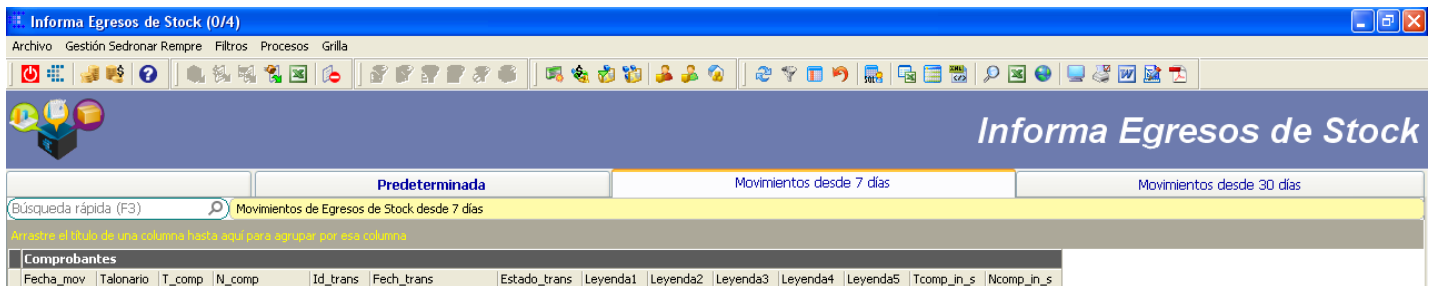 Informa Egresos de Stock (0/4)
Archivo Gestión Sedronar Rempre Filtros Procesos Grilla
Informa Egresos de Stock
Predeterminada Movimientos desde 7 días Movimientos desde 30 días
Búsqueda rápida (F3) Movimientos de Egresos de Stock desde 7 días
Arrastre el título de una columna hasta aquí para agrupar por esa columna
Comprobantes
Fecha_mov Talonario T_comp N_comp Id_trans Fech_trans Estado_trans Leyenda1 Leyenda2 Leyenda3 Leyenda4 Leyenda5 Tcomp_in_s Ncomp_in_s